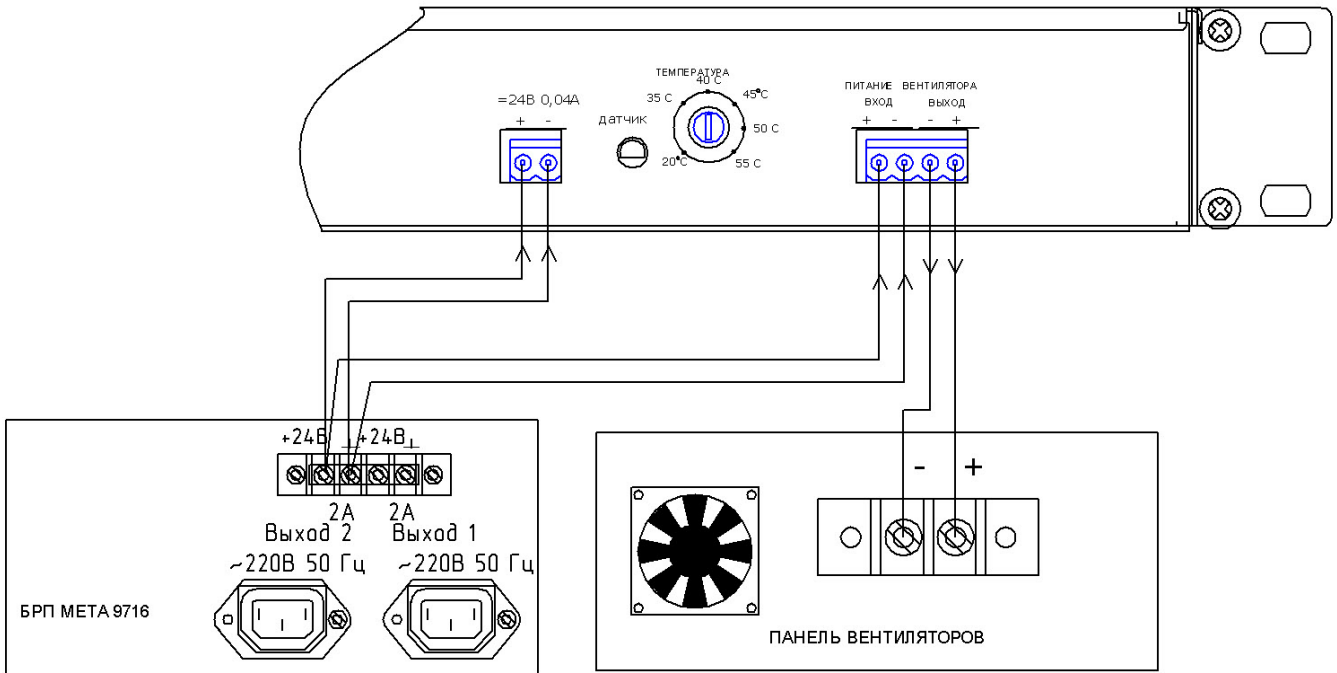 ТЕМПЕРАТУРА
40 С
35 С
45°С
50 С
20°С
55 С
=24В 0,04А
+ -
датчик
ПИТАНИЕ ВЕНТИЛЯТОРА
ВХОД ВЫХОД
+ - - +
+24В ⊥ +24В ⊥
2А 2А
Выход 2 Выход 1
~220В 50 Гц ~220В 50 Гц
БРП МЕТА 9716
- +
ПАНЕЛЬ ВЕНТИЛЯТОРОВ